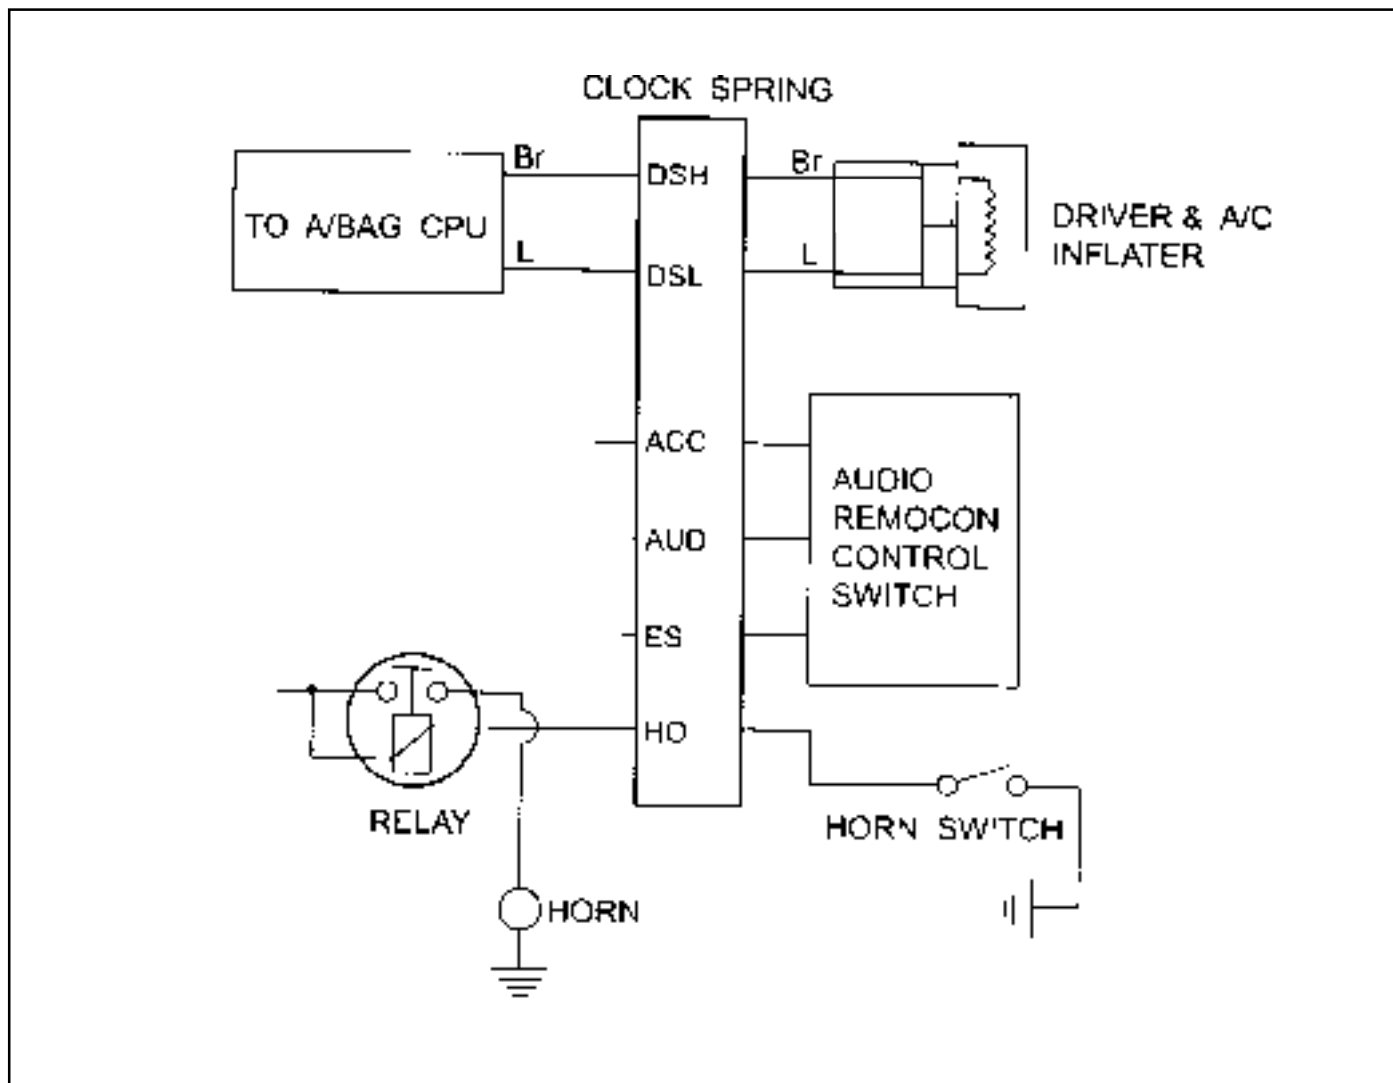 CLOCK SPRING
Br
DSH
Br
TO A/BAG CPU
DRIVER & A/C
INFLATER
L
DSL
L
ACC
AUDIO
REMOCON
CONTROL
SWITCH
AUD
ES
HO
RELAY
HORN SWITCH
HORN